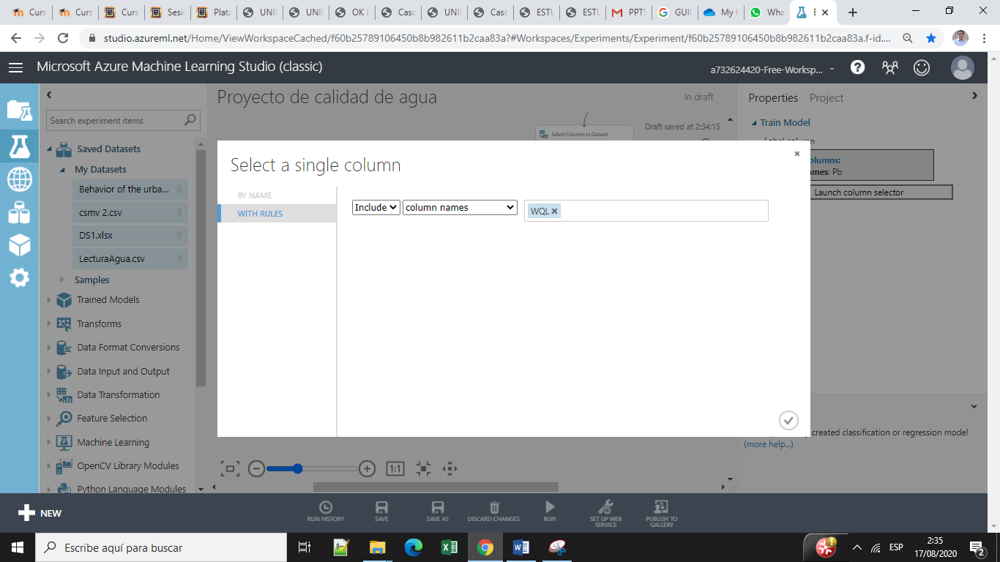 Curs
Curs
Curs
Sesi
Plata
UNII
UNII
OK L
Casc
UNII
Casc
ESTU
ESTU
PPTS
GUIC
My f
Wha
E
studio.azureml.net/Home/ViewWorkspaceCached/f60b25789106450b8b982611b2caa83a?#Workspaces/Experiments/Experiment/f60b25789106450b8b982611b2caa83a.f-id....
Microsoft Azure Machine Learning Studio (classic)
a732624420-Free-Worksp...
Search experiment items
Saved Datasets
My Datasets
Behavior of the urba...
csmv 2.csv
DS1.xlsx
LecturaAgua.csv
Samples
Trained Models
Transforms
Data Format Conversions
Data Input and Output
Data Transformation
Feature Selection
Machine Learning
OpenCV Library Modules
Python Language Modules
Proyecto de calidad de agua
In draft
Draft saved at 2:34:15
Select Columns in Dataset
Properties Project
Train Model
Label column
olumns:
ames: Pb
Launch column selector
Select a single column
BY NAME
WITH RULES
Include column names WQL
created classification or regression model
(more help...)
1:1
NEW
RUN HISTORY
SAVE
SAVE AS
DISCARD CHANGES
RUN
SET UP WEB SERVICE
PUBLISH TO GALLERY
Escribe aquí para buscar
ESP
2:35
17/08/2020
2